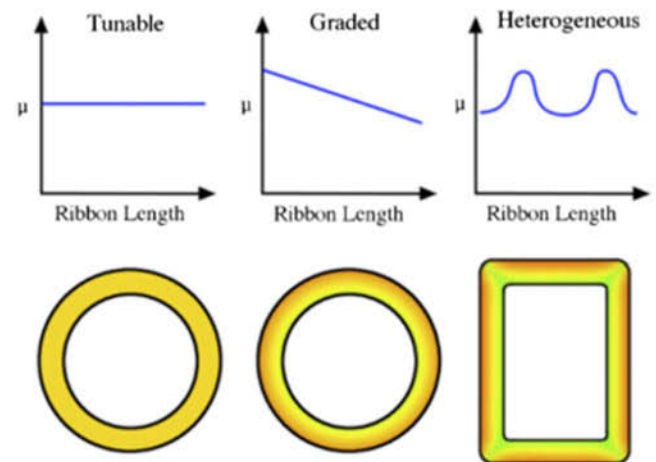 Tunable
Graded
Heterogeneous
μ
μ
μ
Ribbon Length
Ribbon Length
Ribbon Length